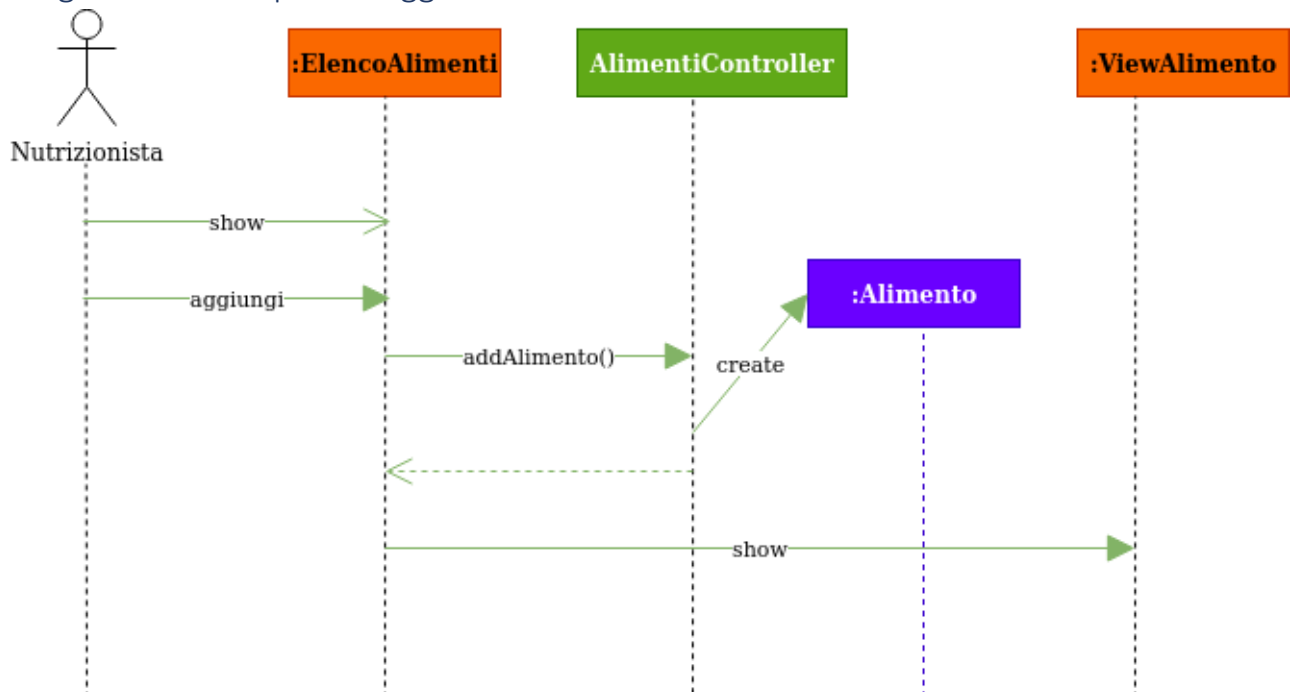 :ElencoAlimenti
AlimentiController
:ViewAlimento
Nutrizionista
show
aggiungi
:Alimento
addAlimento()
create
show